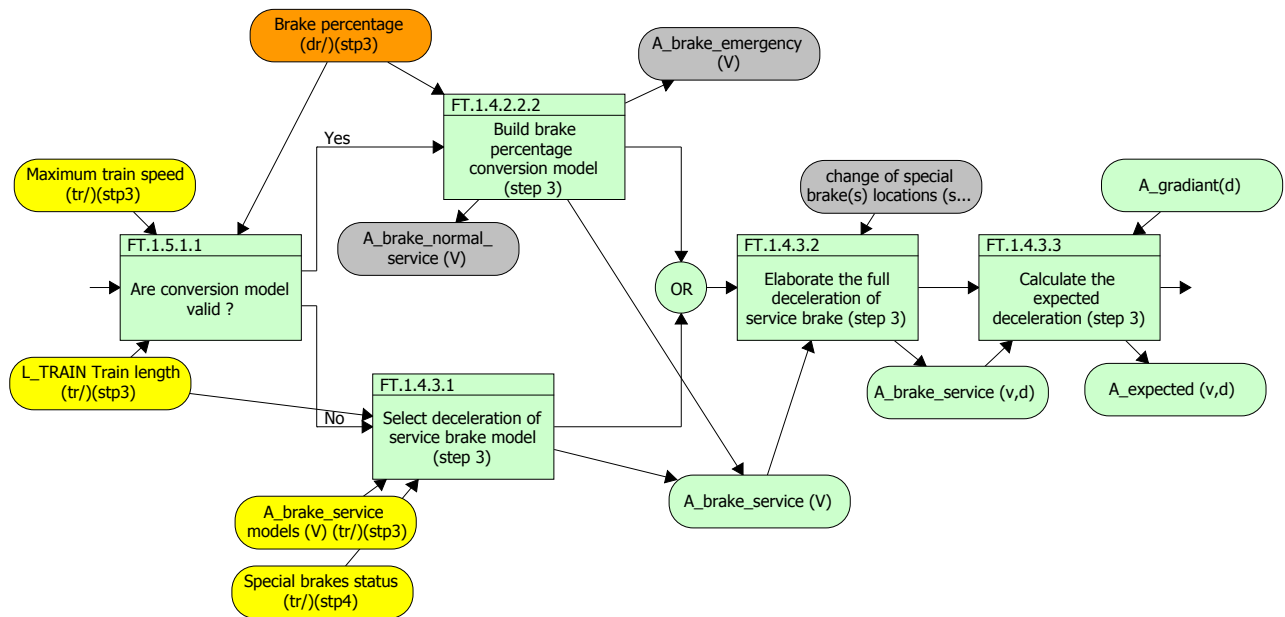 Brake percentage
(dr/)(stp3)
A_brake_emergency
(V)
FT.1.4.2.2.2
Build brake
percentage
conversion model
(step 3)
Yes
Maximum train speed
(tr/)(stp3)
change of special
brake(s) locations (s...
A_gradiant(d)
A_brake_normal_
service (V)
FT.1.5.1.1
Are conversion model
valid ?
OR
FT.1.4.3.2
Elaborate the full
deceleration of
service brake (step 3)
FT.1.4.3.3
Calculate the
expected
deceleration (step 3)
L_TRAIN Train length
(tr/)(stp3)
No
FT.1.4.3.1
Select deceleration of
service brake model
(step 3)
A_brake_service (v,d)
A_expected (v,d)
A_brake_service (V)
A_brake_service
models (V) (tr/)(stp3)
Special brakes status
(tr/)(stp4)